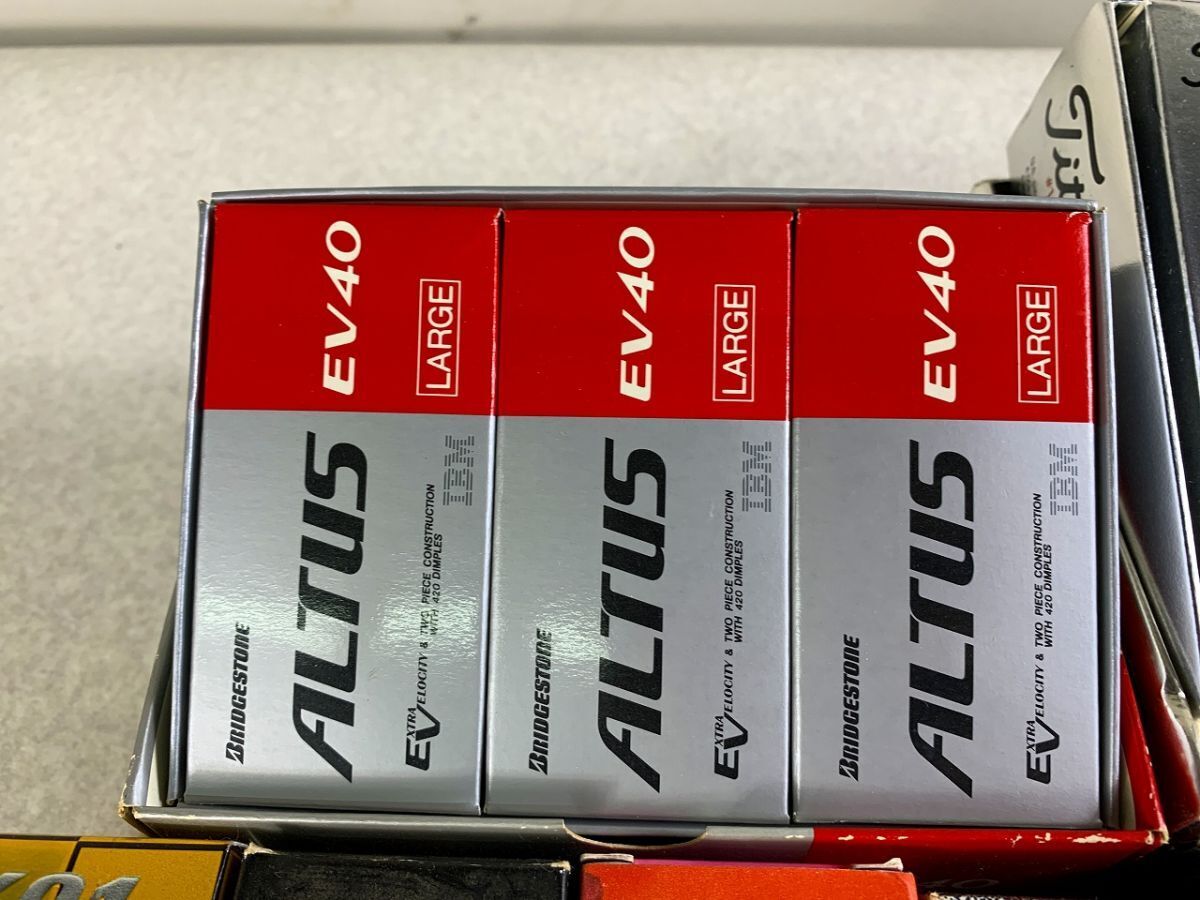 BRIDGESTONE
ALTUS EV40
EXTRA VELOCITY & TWO PIECE CONSTRUCTION
WITH 420 DIMPLES
IBM
LARGE
BRIDGESTONE
ALTUS EV40
EXTRA VELOCITY & TWO PIECE CONSTRUCTION
WITH 420 DIMPLES
IBM
LARGE
BRIDGESTONE
ALTUS EV40
EXTRA VELOCITY & TWO PIECE CONSTRUCTION
WITH 420 DIMPLES
IBM
LARGE
Tit